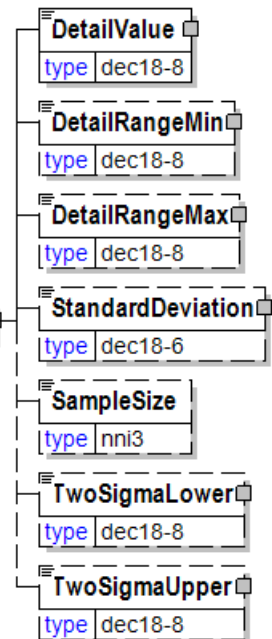 DetailValue
type dec18-8
DetailRangeMin
type dec18-8
DetailRangeMax
type dec18-8
StandardDeviation
type dec18-6
SampleSize
type nni3
TwoSigmaLower
type dec18-8
TwoSigmaUpper
type dec18-8